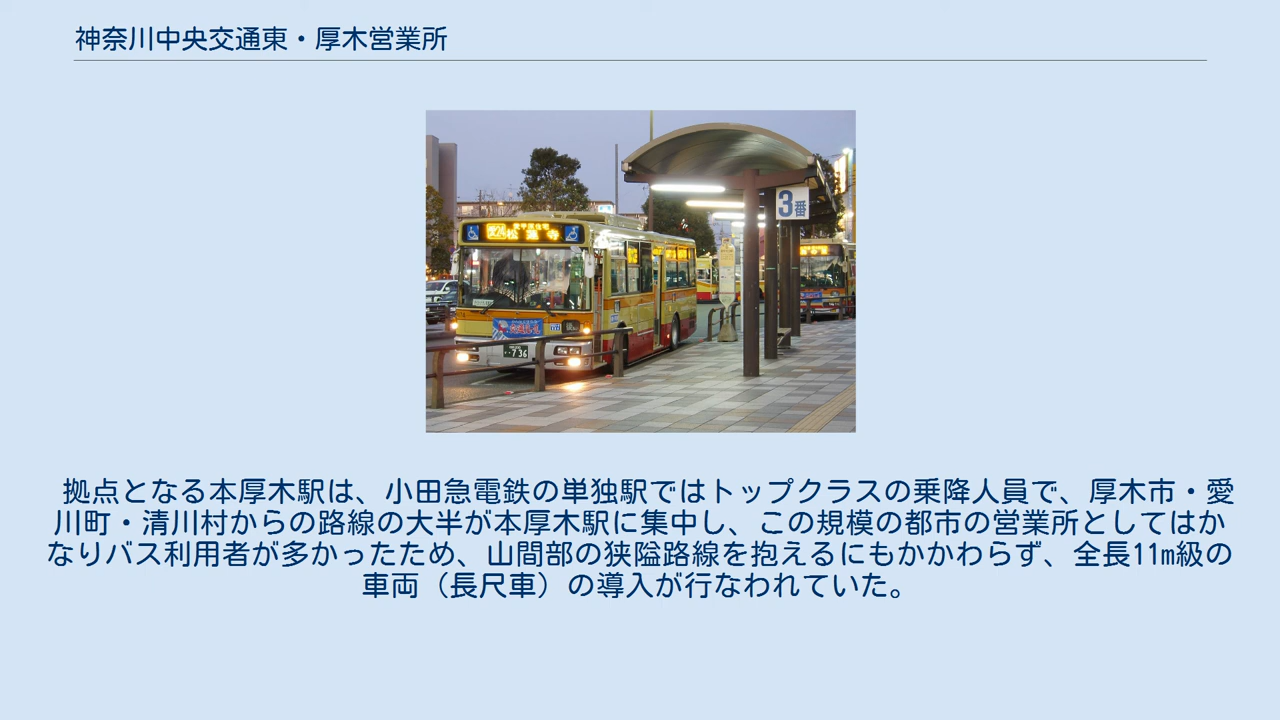 神奈川中央交通東・厚木営業所
3番
736
拠点となる本厚木駅は、小田急電鉄の単独駅ではトップクラスの乗降人員で、厚木市・愛
川町・清川村からの路線の大半が本厚木駅に集中し、この規模の都市の営業所としてはか
なりバス利用者が多かったため、山間部の狭隘路線を抱えるにもかかわらず、全長11m級の
車両（長尺車）の導入が行なわれていた。